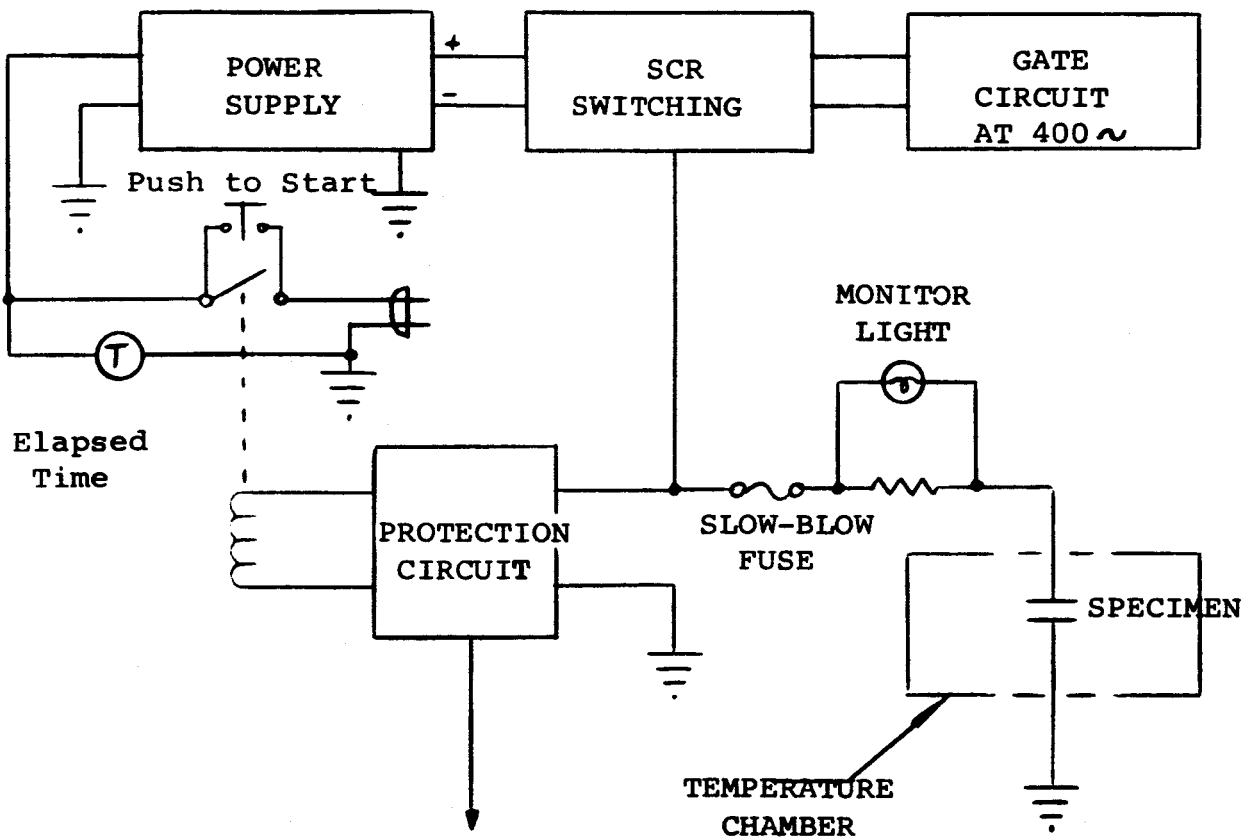 POWER
SUPPLY
+
-
SCR
SWITCHING
GATE
CIRCUIT
AT 400 ~
Push to Start
MONITOR
LIGHT
T
Elapsed
Time
PROTECTION
CIRCUIT
SLOW-BLOW
FUSE
SPECIMEN
TEMPERATURE
CHAMBER